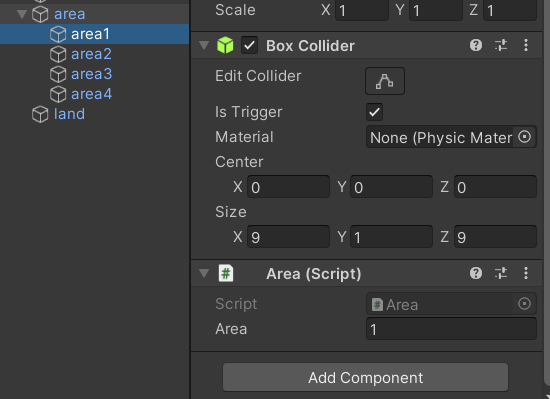 area
area1
area2
area3
area4
land
Scale X 1 Y 1 Z 1
Box Collider
Edit Collider
Is Trigger
Material None (Physic Mater
Center
X 0 Y 0 Z 0
Size
X 9 Y 1 Z 9
# Area (Script)
Script # Area
Area 1
Add Component